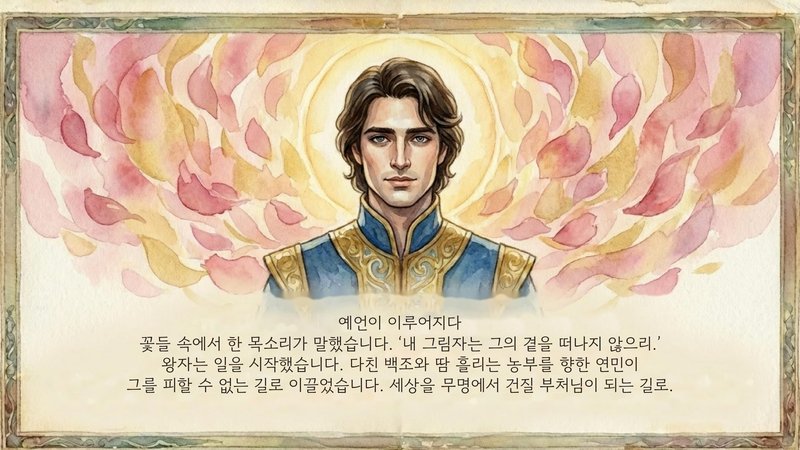 예언이 이루어지다
꽃들 속에서 한 목소리가 말했습니다. ‘내 그림자는 그의 곁을 떠나지 않으리.’
왕자는 일을 시작했습니다. 다친 백조와 땀 흘리는 농부를 향한 연민이
그를 피할 수 없는 길로 이끌었습니다. 세상을 무명에서 건질 부처님이 되는 길로.